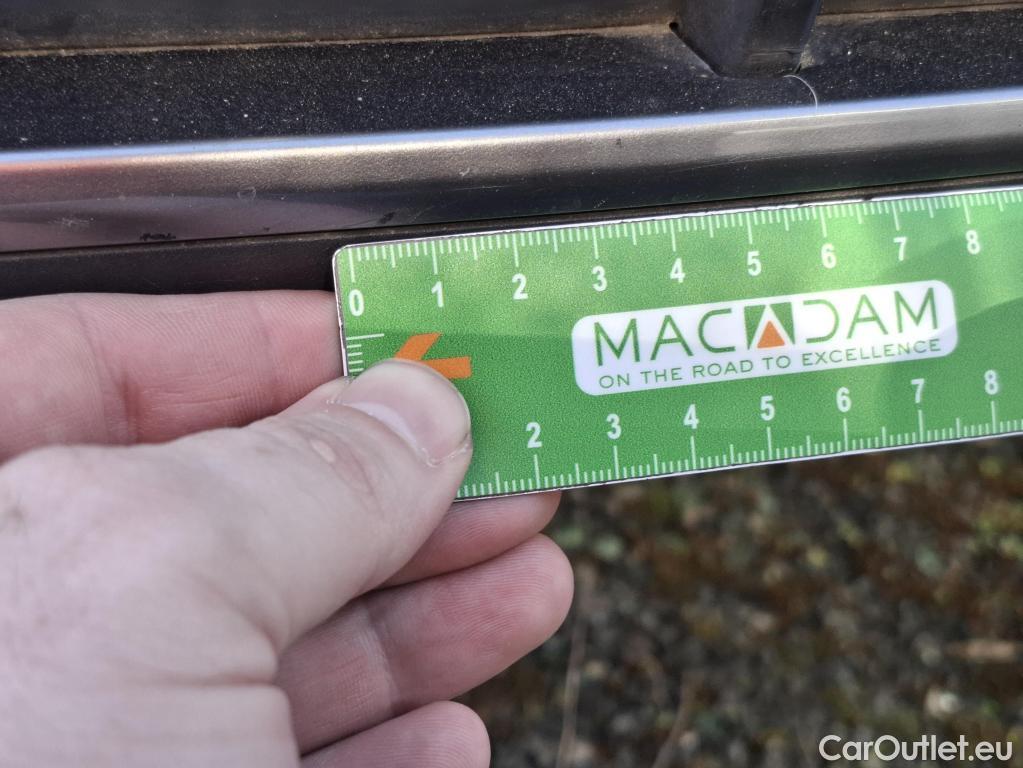 0 1 2 3 4 5 6 7 8
MACADAM
ON THE ROAD TO EXCELLENCE
2 3 4 5 6 7 8
CarOutlet.eu